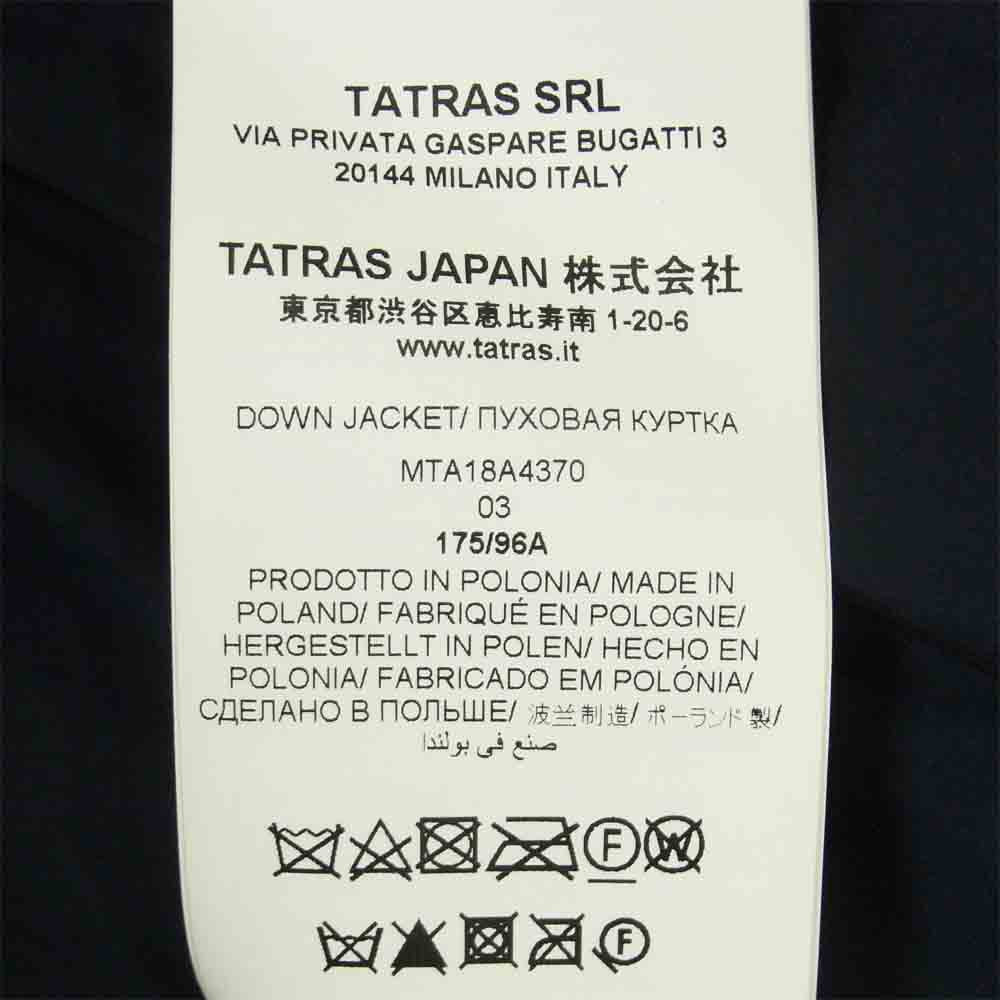 TATRAS SRL
VIA PRIVATA GASPARE BUGATTI 3
20144 MILANO ITALY
TATRAS JAPAN 株式会社
東京都渋谷区恵比寿南 1-20-6
www.tatras.it
DOWN JACKET/ ПУХОВАЯ КУРТКА
MTA18A4370
03
175/96A
PRODOTTO IN POLONIA/ MADE IN
POLAND/ FABRIQUÉ EN POLOGNE/
HERGESTELLT IN POLEN/ HECHO EN
POLONIA/ FABRICADO EM POLÓNIA/
СДЕЛАНО В ПОЛЬШЕ/ 波兰制造/ ポーランド製/
صنع في بولندا
F W
F